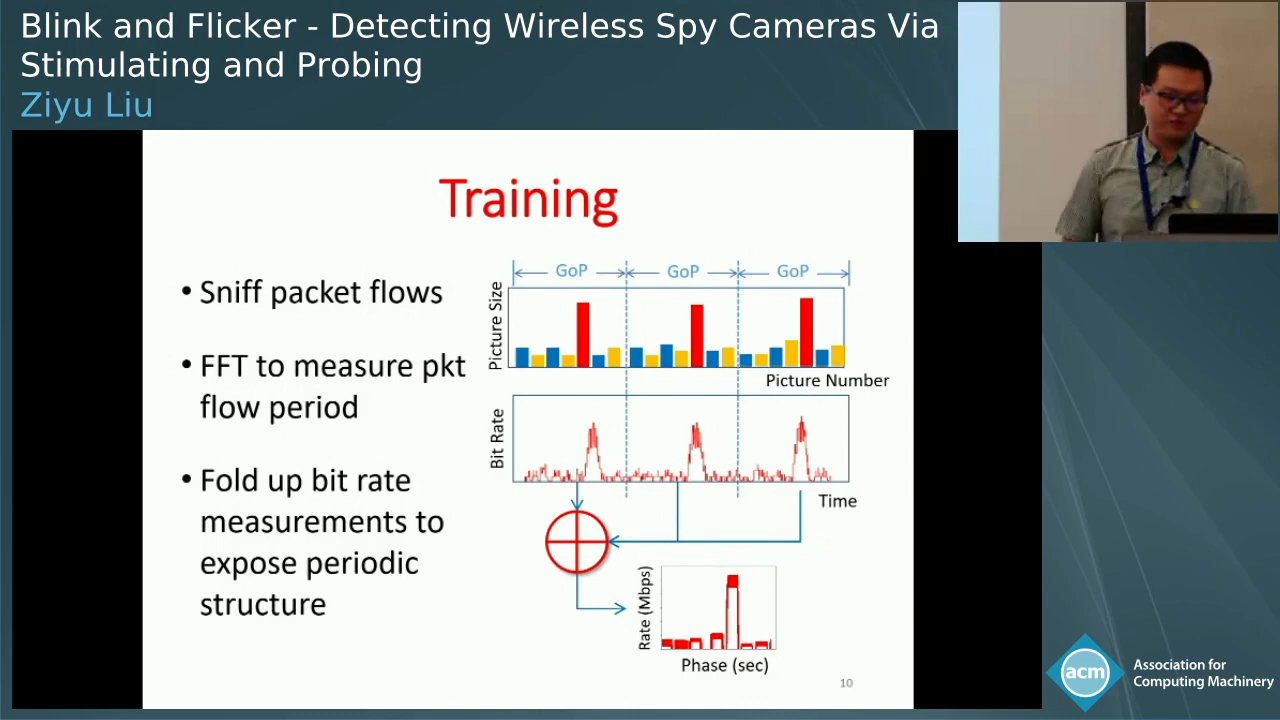 Blink and Flicker - Detecting Wireless Spy Cameras Via
Stimulating and Probing
Ziyu Liu
Training
• Sniff packet flows
• FFT to measure pkt
flow period
• Fold up bit rate
measurements to
expose periodic
structure
GoP GoP GoP
Picture Size
Picture Number
Bit Rate
Time
Rate (Mbps)
Phase (sec)
10
acm
Association for
Computing Machinery